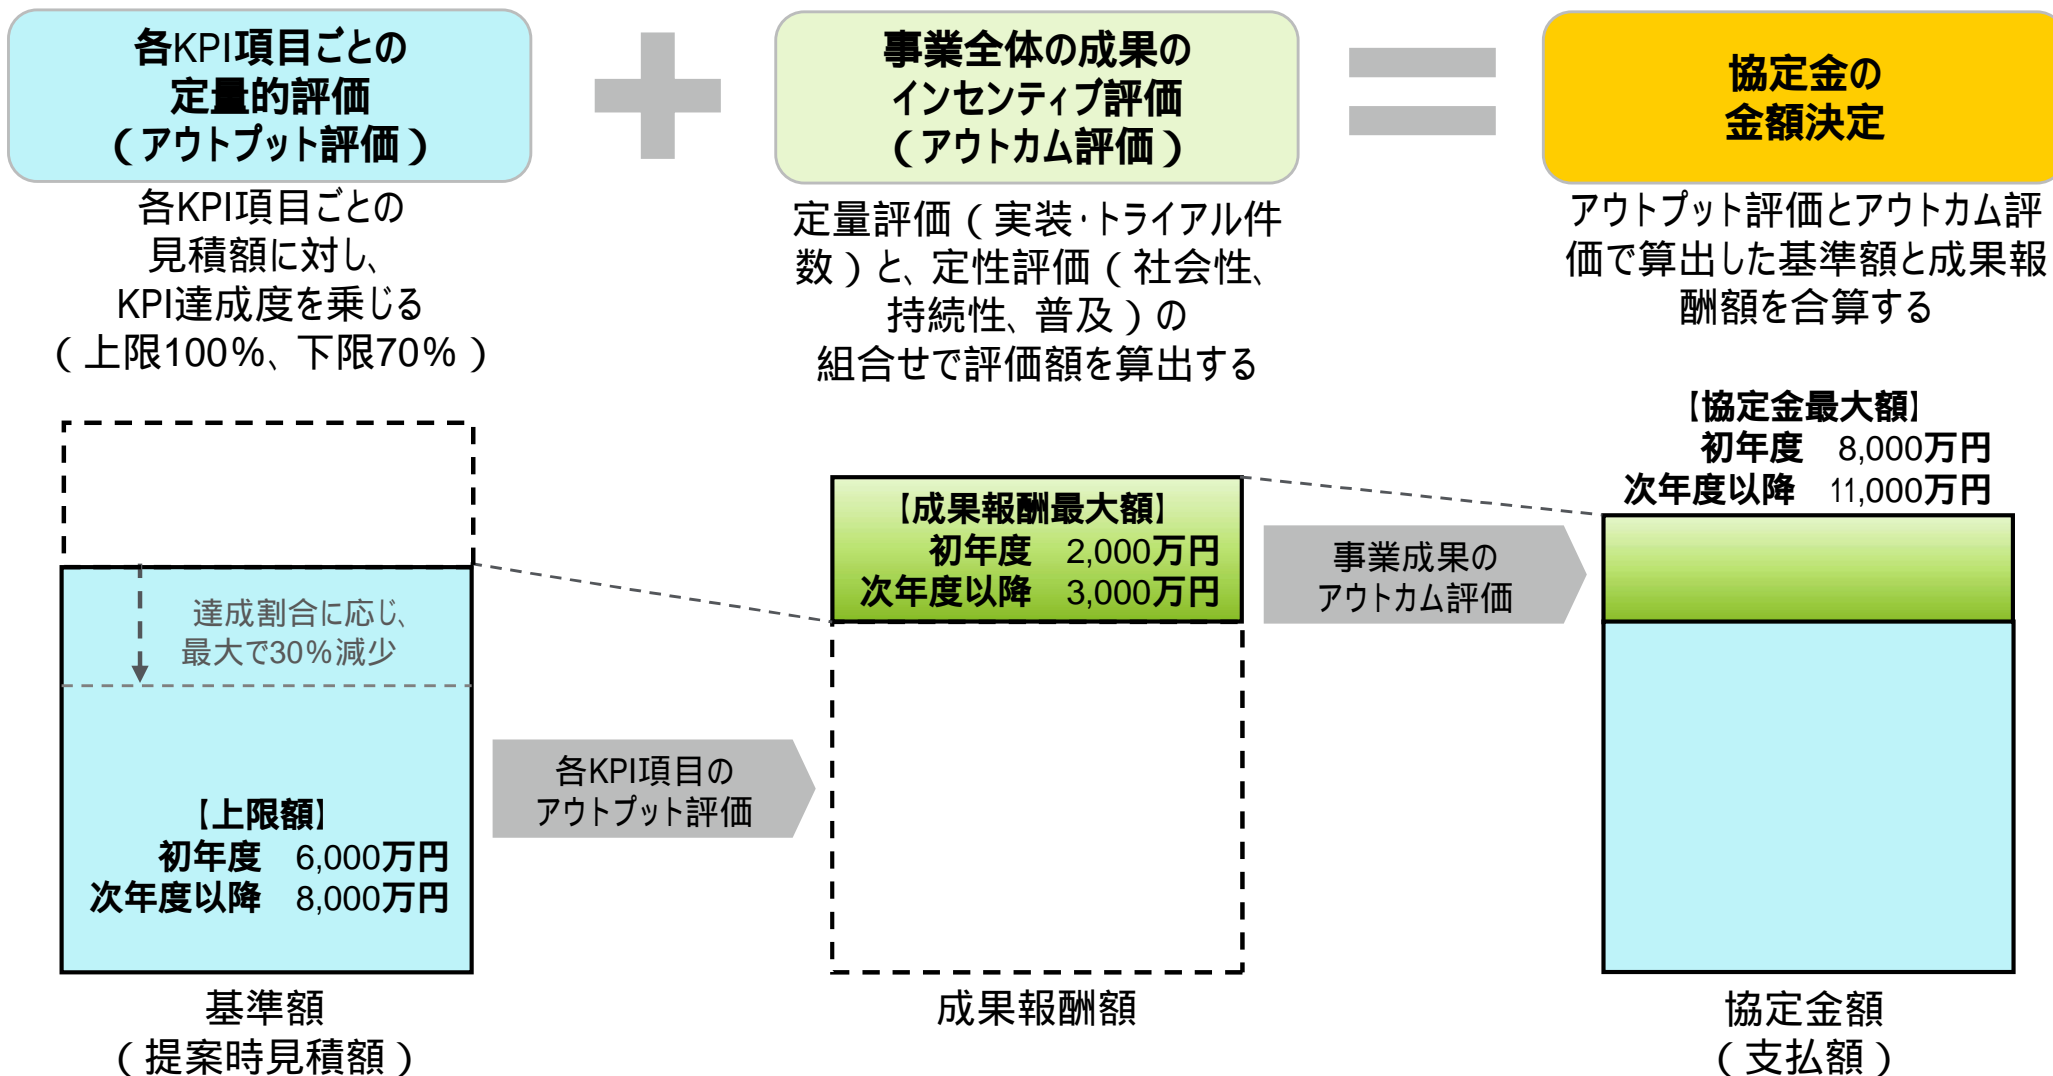 各KPI項目ごとの
定量的評価
（アウトプット評価）
事業全体の成果の
インセンティブ評価
（アウトカム評価）
協定金の
金額決定
各KPI項目ごとの
見積額に対し、
KPI達成度を乗じる
（上限100%、下限70%）
定量評価（実装・トライアル件
数）と、定性評価（社会性、
持続性、普及）の
組合せで評価額を算出する
アウトプット評価とアウトカム評
価で算出した基準額と成果報
酬額を合算する
【協定金最大額】
初年度　8,000万円
次年度以降　11,000万円
【成果報酬最大額】
初年度　2,000万円
次年度以降　3,000万円
事業成果の
アウトカム評価
達成割合に応じ、
最大で30%減少
各KPI項目の
アウトプット評価
【上限額】
初年度　6,000万円
次年度以降　8,000万円
基準額
（提案時見積額）
成果報酬額
協定金額
（支払額）